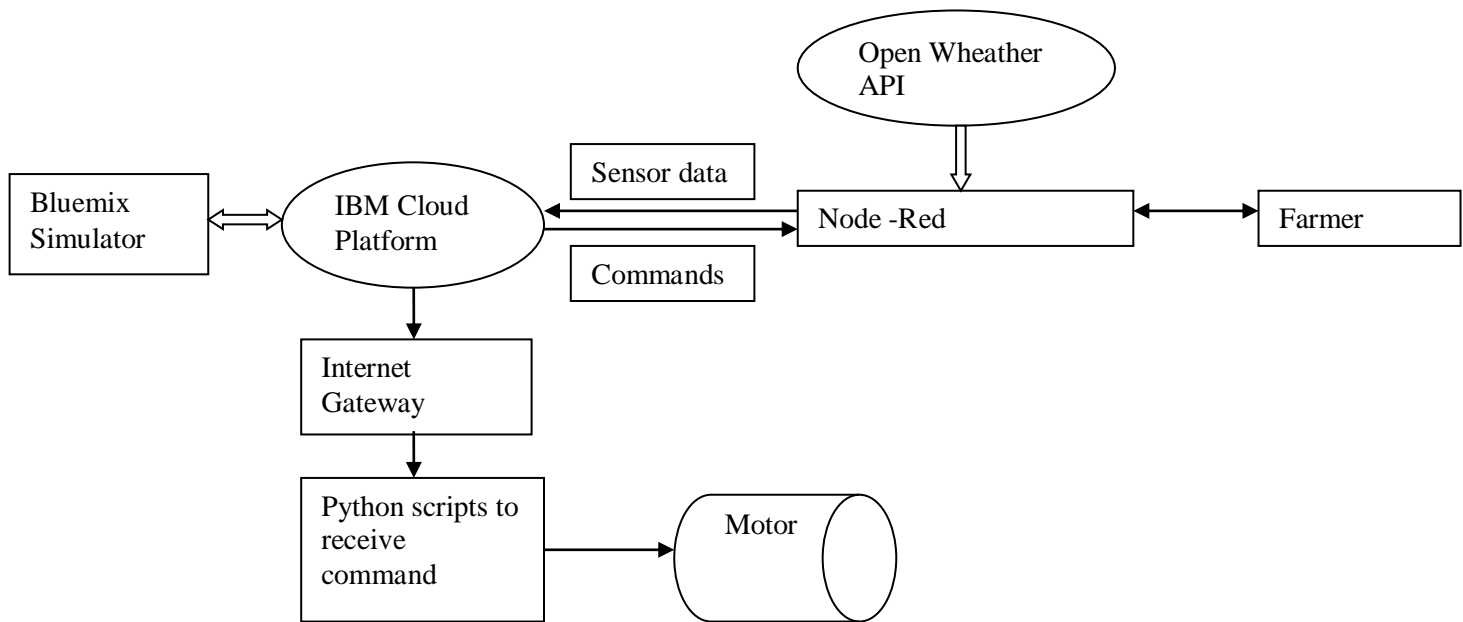 Open Wheather
API
Sensor data
Bluemix
Simulator
IBM Cloud
Platform
Node -Red
Farmer
Commands
Internet
Gateway
Python scripts to
receive
command
Motor